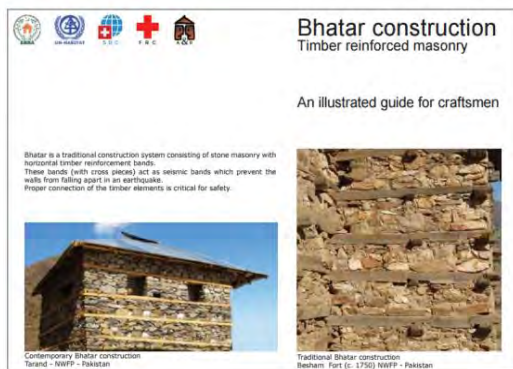 ERRA
UN-HABITAT
S D C
F R C
Bhatar construction
Timber reinforced masonry
An illustrated guide for craftsmen
Bhatar is a traditional construction system consisting of stone masonry with
horizontal timber reinforcement bands.
These bands (with cross pieces) act as seismic bands which prevent the
walls from falling apart in an earthquake.
Proper connection of the timber elements is critical for safety.
Contemporary Bhatar construction
Tarand - NWFP - Pakistan
Traditional Bhatar construction
Besham Fort (c. 1750) NWFP - Pakistan